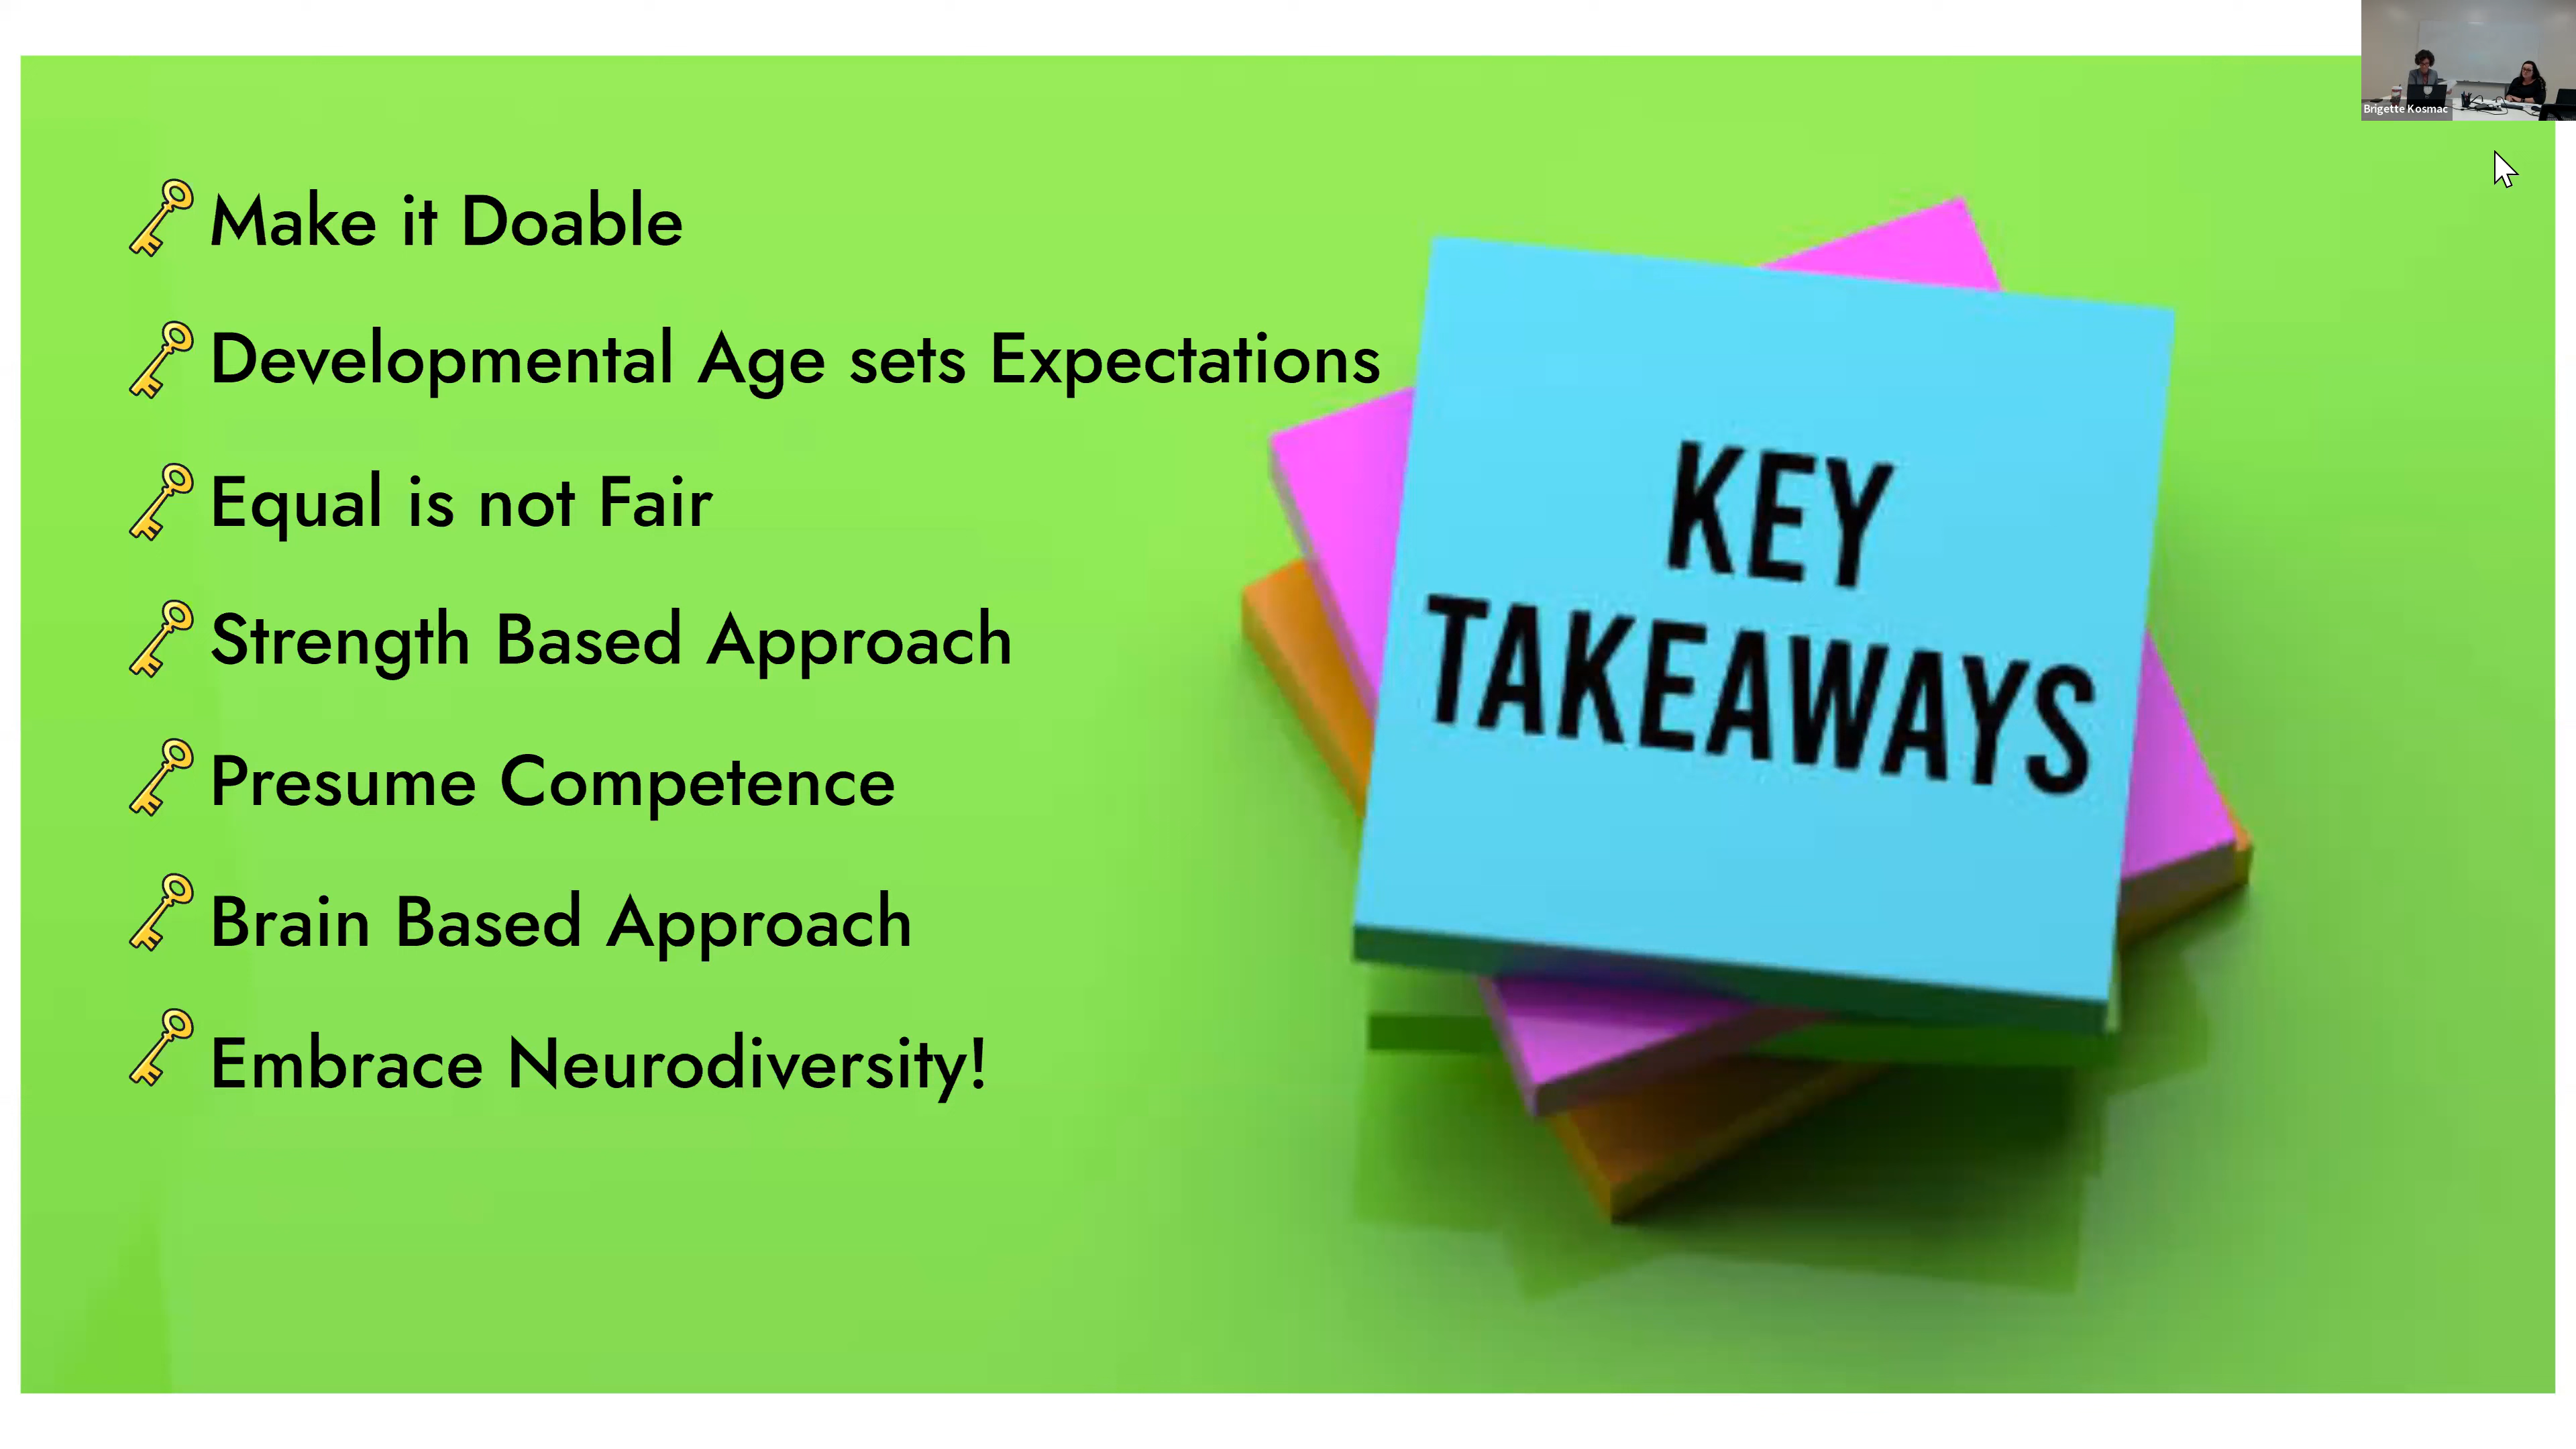 Brigette Kosmac
Make it Doable
Developmental Age sets Expectations
Equal is not Fair
Strength Based Approach
Presume Competence
Brain Based Approach
Embrace Neurodiversity!
KEY
TAKEAWAYS